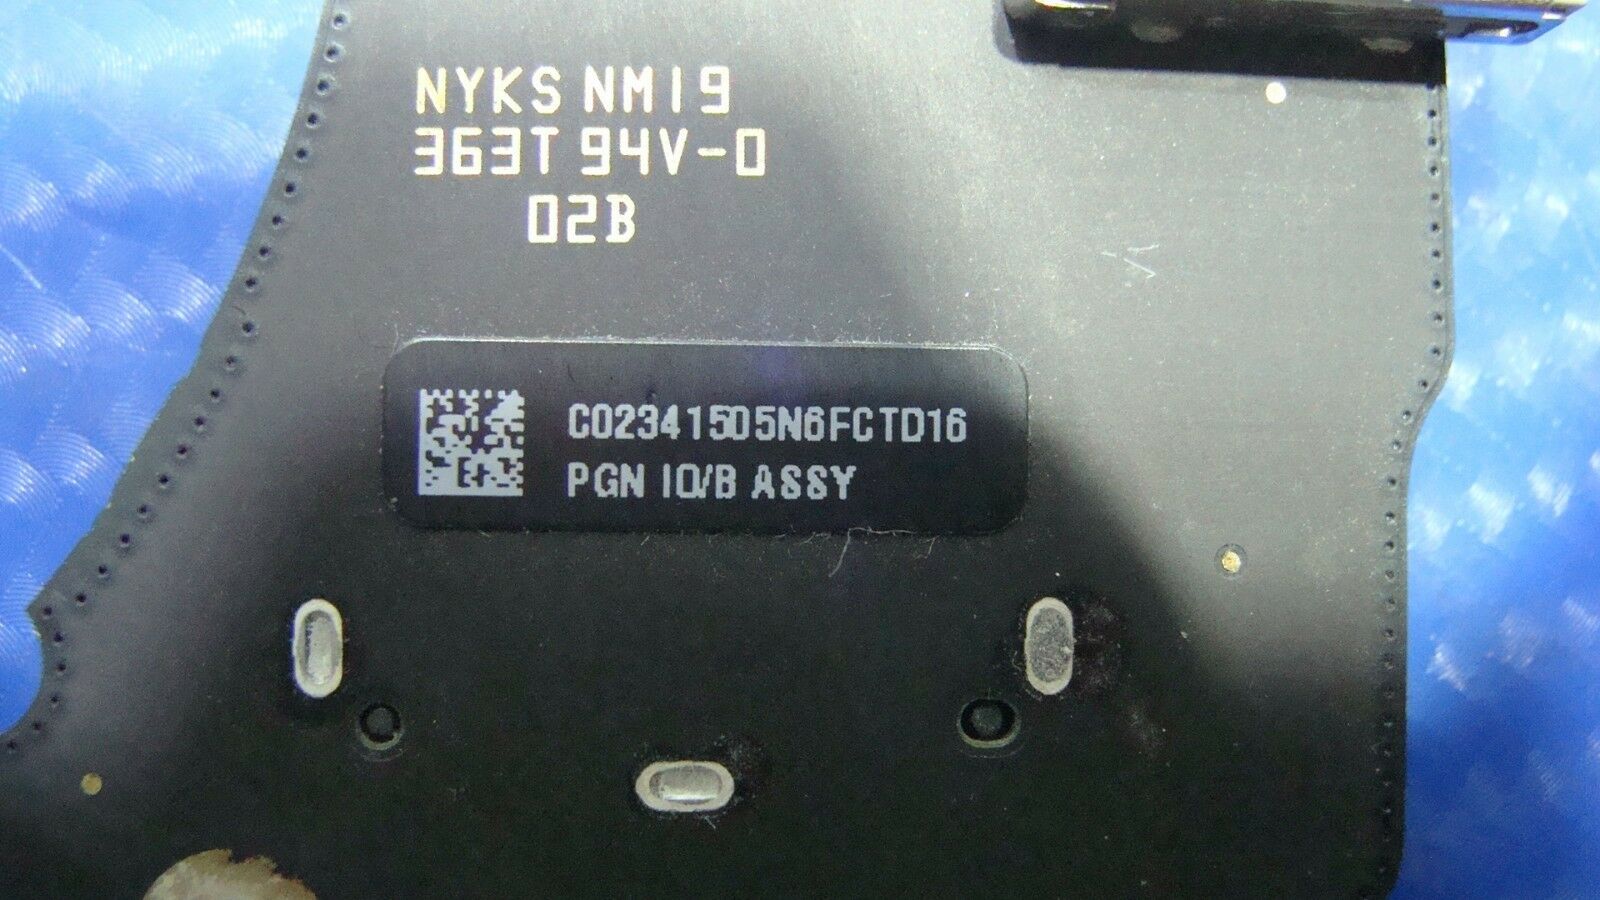 NYKS NM19
363T 94V-0
02B
C02341505N6FCTD16
PGN IO/B ASSY